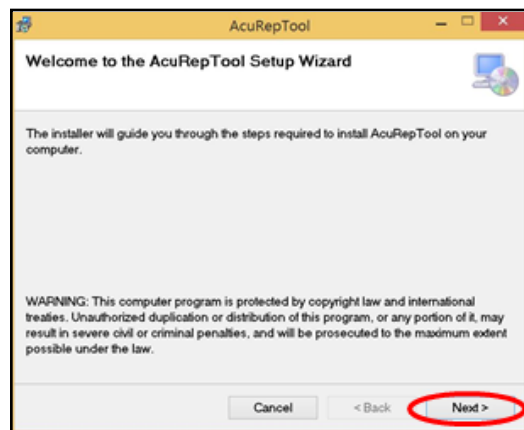 AcuRepTool
Welcome to the AcuRepTool Setup Wizard
The installer will guide you through the steps required to install AcuRepTool on your
computer.
WARNING: This computer program is protected by copyright law and international
treaties. Unauthorized duplication or distribution of this program, or any portion of it, may
result in severe civil or criminal penalties, and will be prosecuted to the maximum extent
possible under the law.
Cancel
< Back
Next >